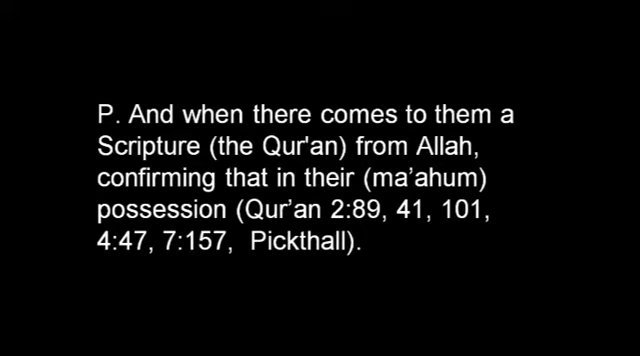 P. And when there comes to them a
Scripture (the Qur'an) from Allah,
confirming that in their (ma’ahum)
possession (Qur’an 2:89, 41, 101,
4:47, 7:157,  Pickthall).